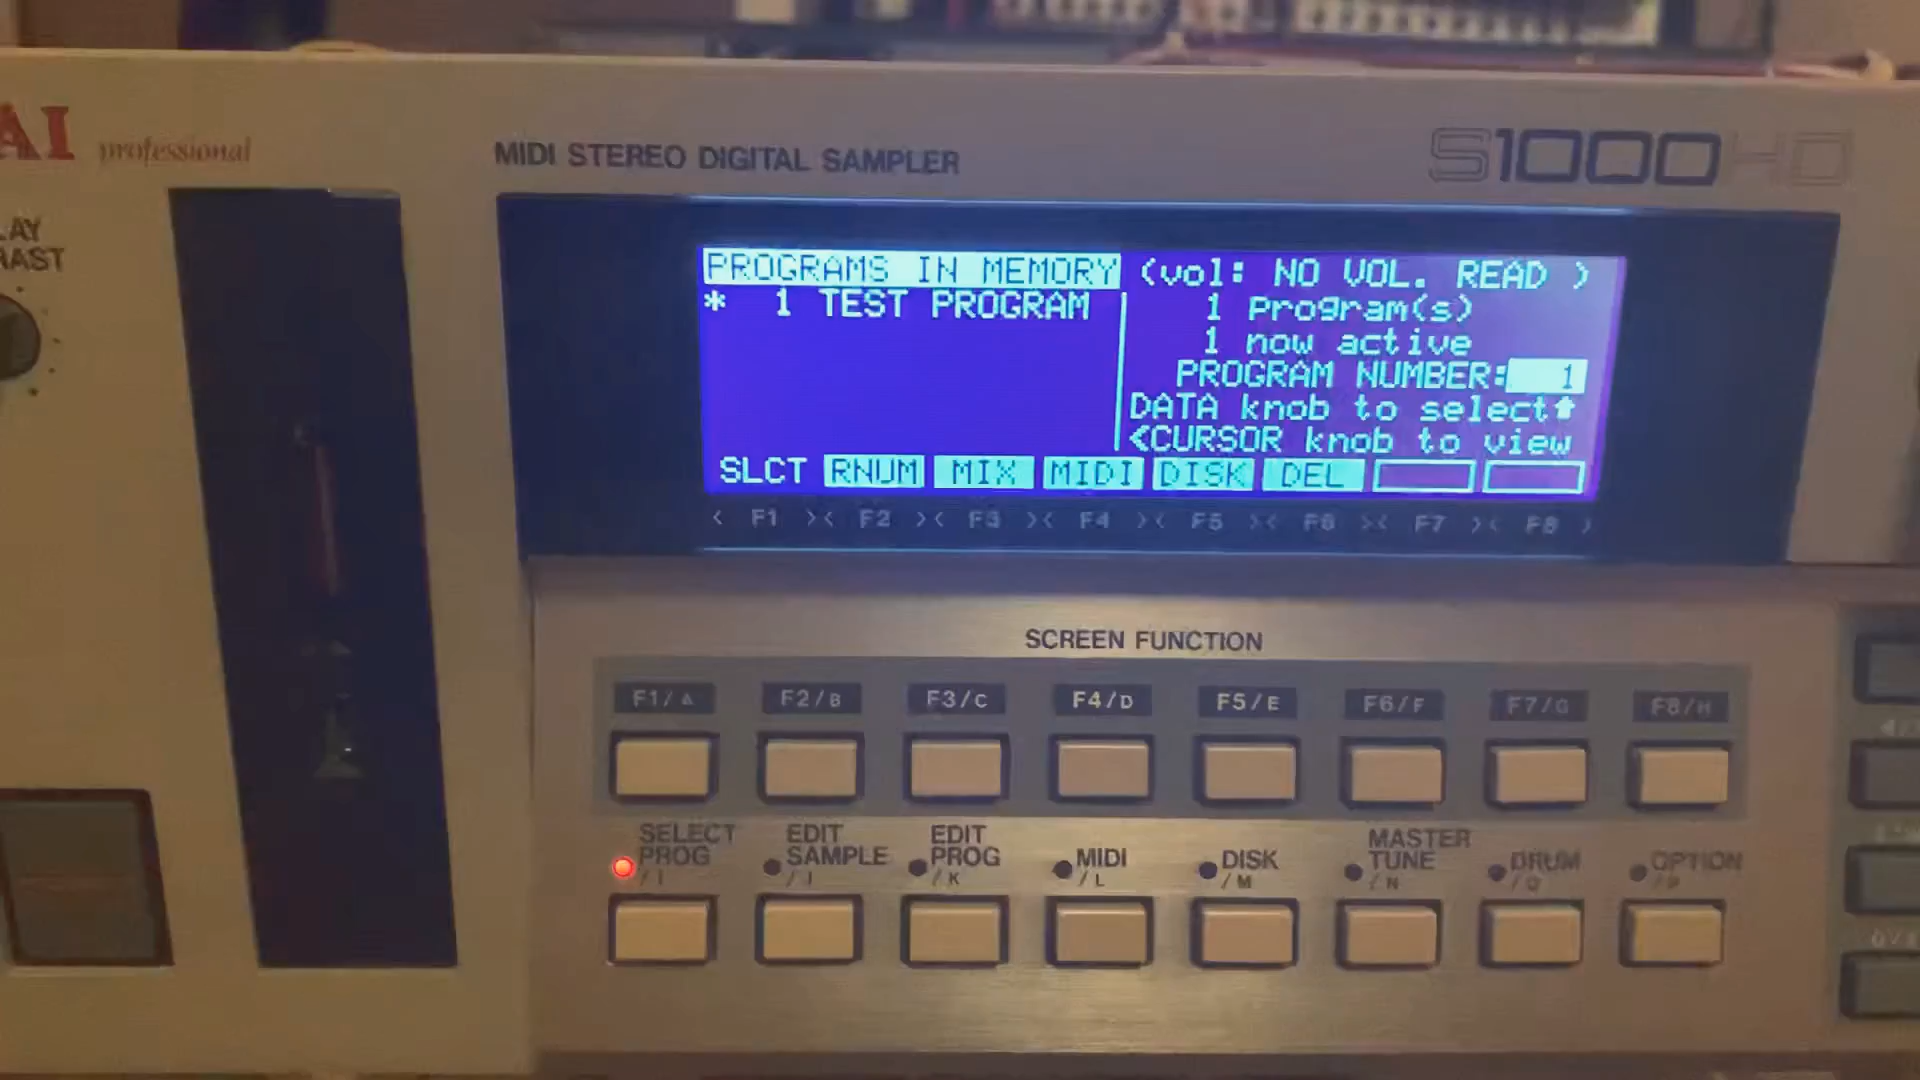 AI professional
MIDI STEREO DIGITAL SAMPLER
S1000HD
LAY
RAST
PROGRAMS IN MEMORY (vol: NO VOL. READ )
* 1 TEST PROGRAM
1 Program(s)
1 now active
PROGRAM NUMBER: 1
DATA knob to select
<CURSOR knob to view
SLCT RNUM MIX MIDI DISK DEL
< F1 >< F2 >< F3 >< F4 >< F5 >< F6 >< F7 >< F8 >
SCREEN FUNCTION
F1/A F2/B F3/C F4/D F5/E F6/F F7/G F8/H
SELECT PROG /I
EDIT SAMPLE /J
EDIT PROG /K
MIDI /L
DISK /M
MASTER TUNE /N
DRUM /O
OPTION /P